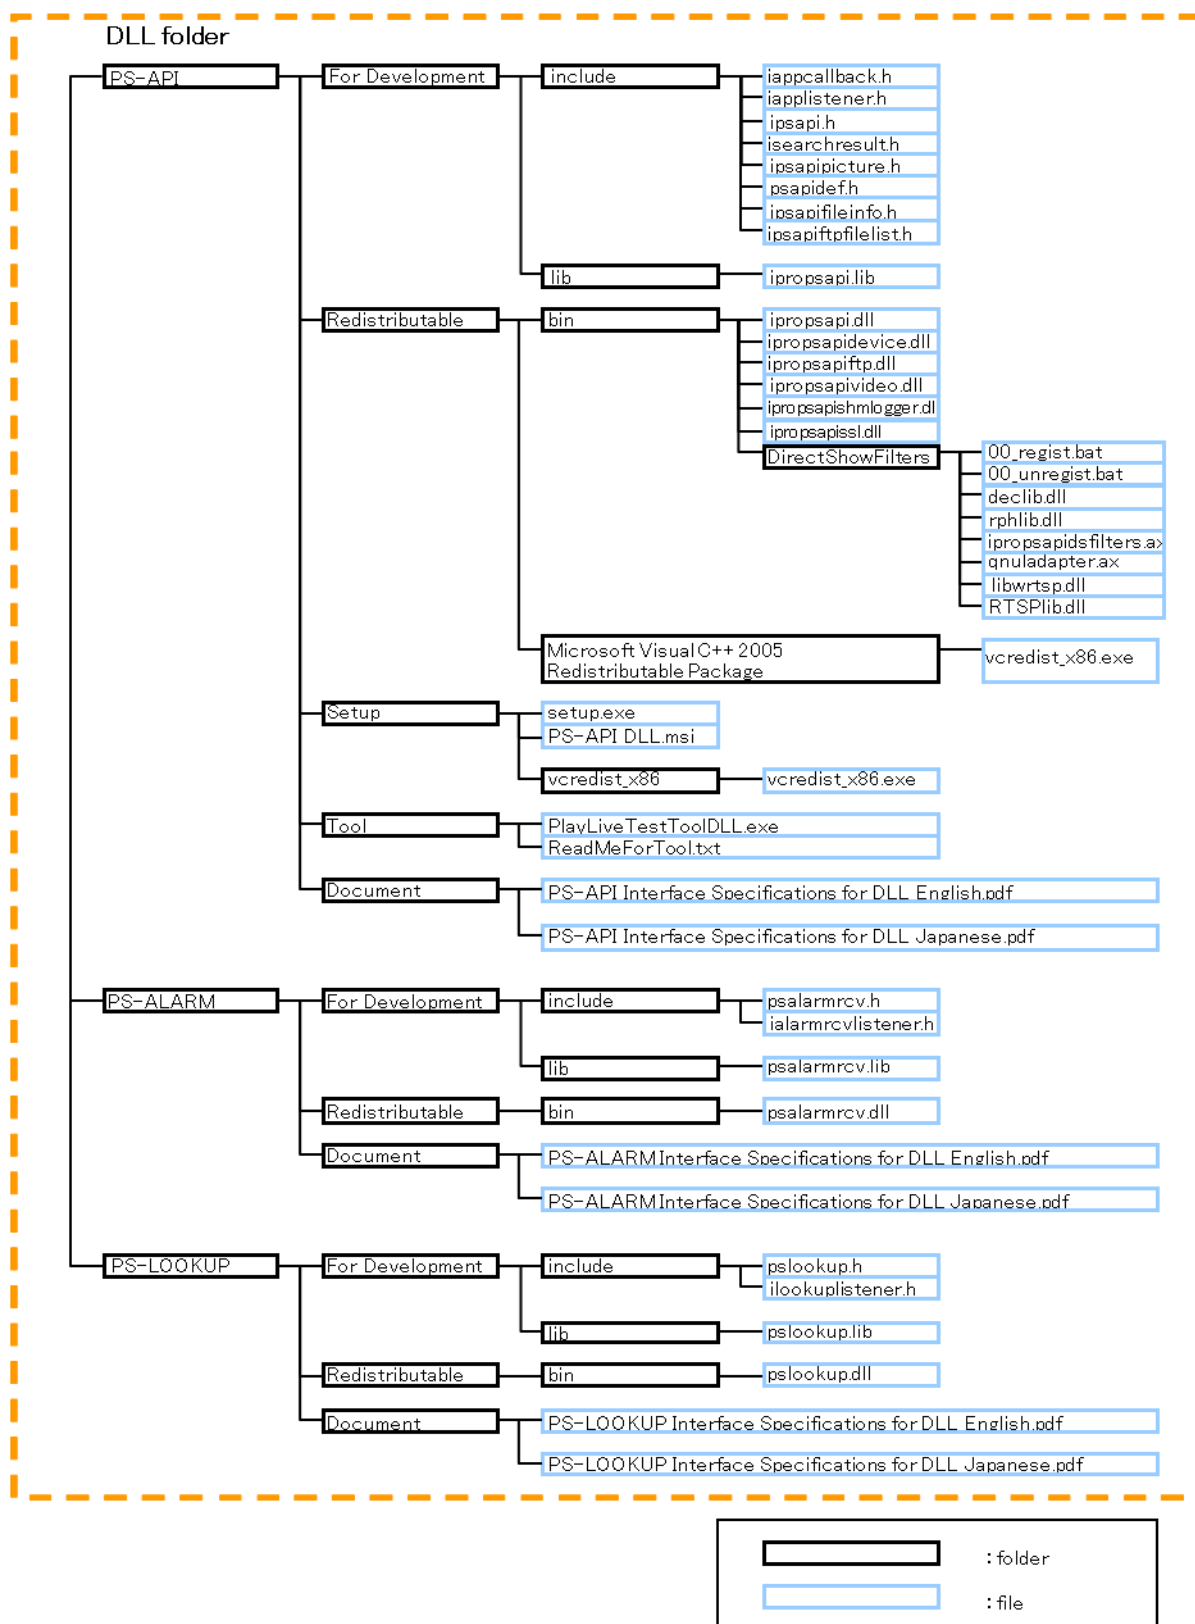 DLL folder
PS-API
For Development
include
iappcallback.h
iapplistener.h
ipsapi.h
isearchresult.h
ipsapipicture.h
psapidef.h
ipsapifileinfo.h
ipsapiftpfilelist.h
lib
ipropsapi.lib
Redistributable
bin
ipropsapi.dll
ipropsapidevice.dll
ipropsapiftp.dll
ipropsapivideo.dll
ipropsapishmlogger.dl
ipropsapissl.dll
DirectShowFilters
00_regist.bat
00_unregist.bat
declib.dll
rphlib.dll
ipropsapidsfilters.ax
qnuladapter.ax
libwrtsp.dll
RTSPlib.dll
Microsoft Visual C++ 2005
Redistributable Package
vcredist_x86.exe
Setup
setup.exe
PS-API DLL.msi
vcredist_x86
vcredist_x86.exe
Tool
PlayLiveTestToolDLL.exe
ReadMeForTool.txt
Document
PS-API Interface Specifications for DLL English.pdf
PS-API Interface Specifications for DLL Japanese.pdf
PS-ALARM
For Development
include
psalarmrcv.h
ialarmrcvlistener.h
lib
psalarmrcv.lib
Redistributable
bin
psalarmrcv.dll
Document
PS-ALARM Interface Specifications for DLL English.pdf
PS-ALARM Interface Specifications for DLL Japanese.pdf
PS-LOOKUP
For Development
include
pslookup.h
ilookuplistener.h
lib
pslookup.lib
Redistributable
bin
pslookup.dll
Document
PS-LOOKUP Interface Specifications for DLL English.pdf
PS-LOOKUP Interface Specifications for DLL Japanese.pdf
: folder
: file